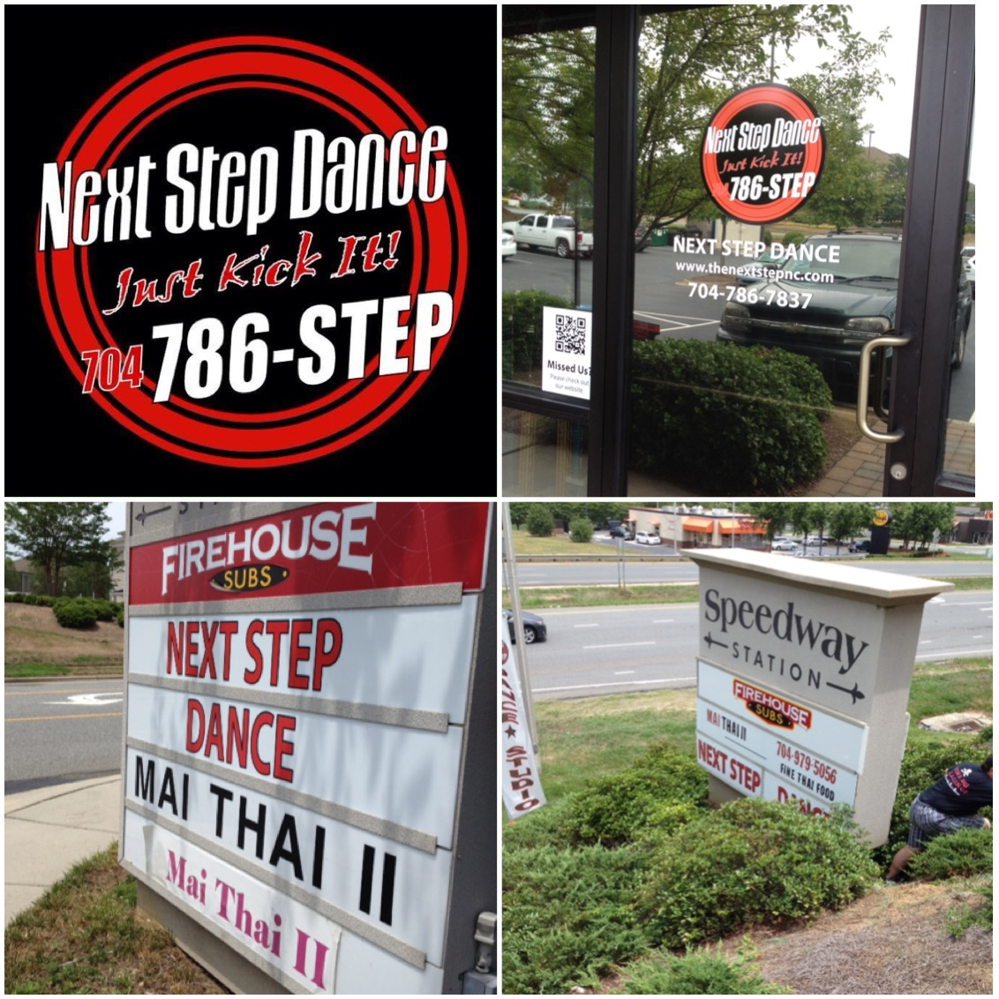 Next Step Dance
Just Kick It!
704 786-STEP
Next Step Dance
Just Kick It!
704 786-STEP
NEXT STEP DANCE
www.thenextstepnc.com
704-786-7837
Missed Us?
Please check out
our website
FIREHOUSE
SUBS
NEXT STEP
DANCE
MAI THAI II
Mai Thai II
Speedway
STATION
FIREHOUSE
SUBS
MAI THAI II
704-979-5056
FINE THAI FOOD
NEXT STEP
DANCE
DANCE ★ STUDIO